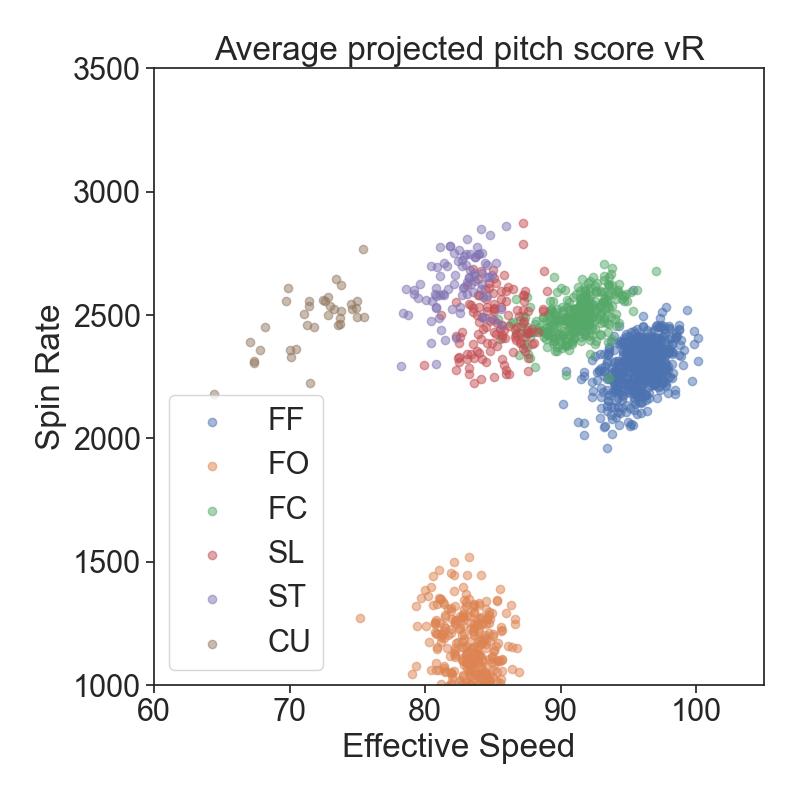 Average projected pitch score vR
3500
3000
2500
2000
1500
1000
Spin Rate
FF
FO
FC
SL
ST
CU
60 70 80 90 100
Effective Speed